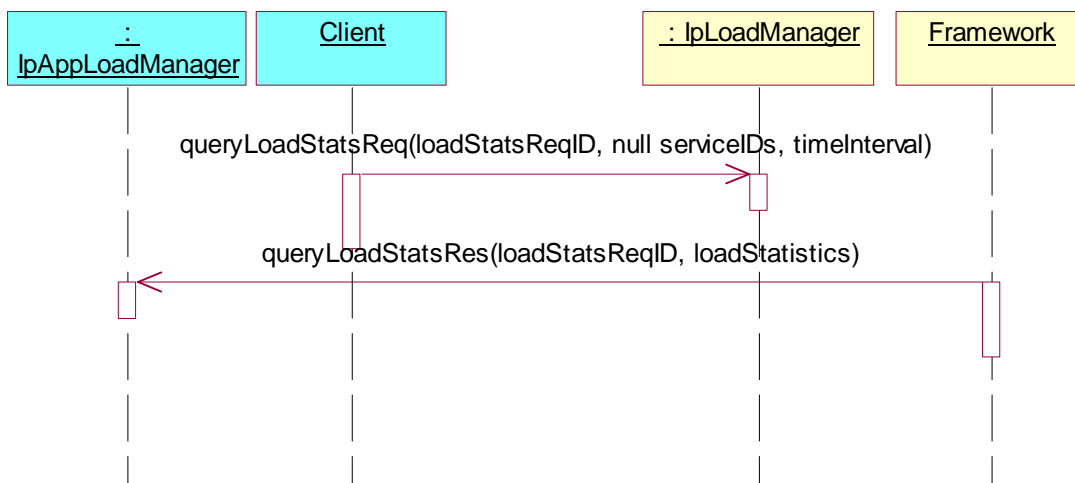 :
IpAppLoadManager
Client
: IpLoadManager
Framework
queryLoadStatsReq(loadStatsReqID, null serviceIDs, timeInterval)
queryLoadStatsRes(loadStatsReqID, loadStatistics)